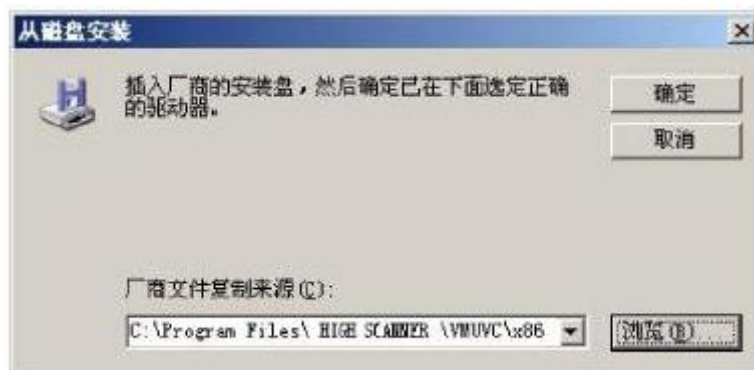 从磁盘安装
插入厂商的安装盘，然后确定已在下面选定正确
的驱动器。
确定
取消
厂商文件复制来源(C):
C:\Program Files\ HIGH SCANNER \VMUVC\x86
浏览(B)...